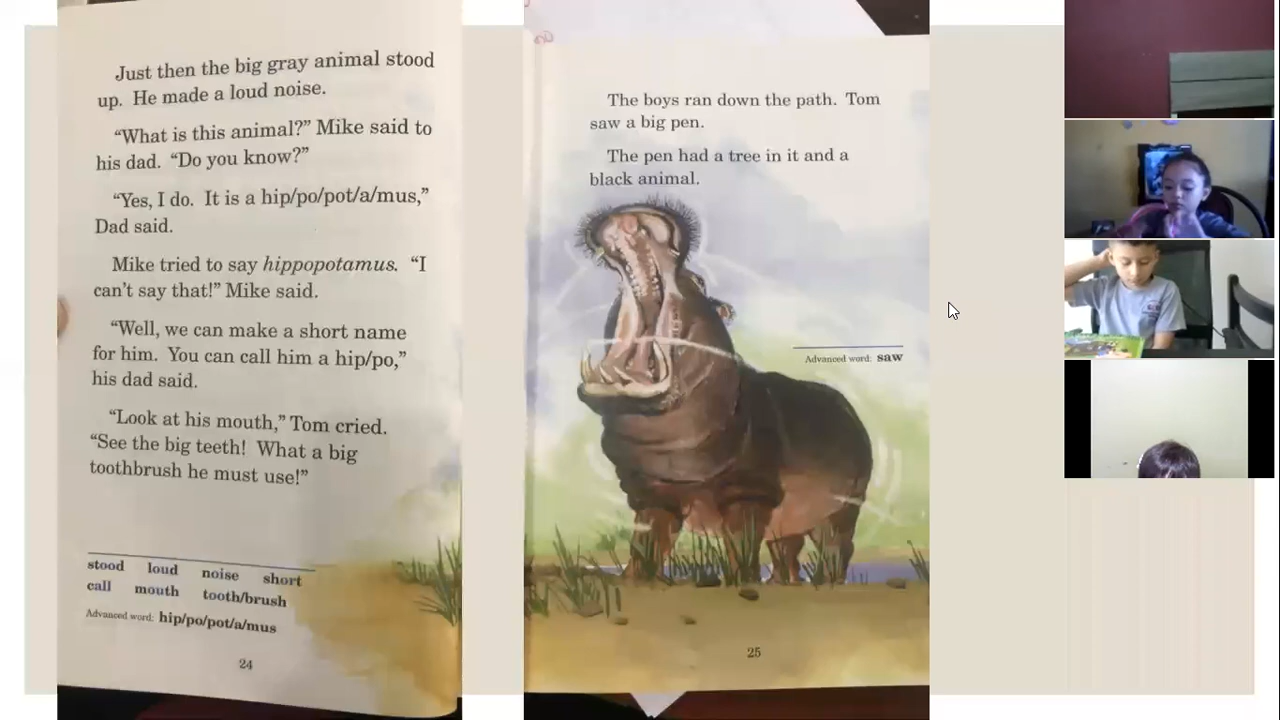 Just then the big gray animal stood
up. He made a loud noise.
“What is this animal?” Mike said to
his dad. “Do you know?”
“Yes, I do. It is a hip/po/pot/a/mus,”
Dad said.
Mike tried to say hippopotamus. “I
can’t say that!” Mike said.
“Well, we can make a short name
for him. You can call him a hip/po,”
his dad said.
“Look at his mouth,” Tom cried.
“See the big teeth! What a big
toothbrush he must use!”
stood loud noise short
call mouth tooth/brush
Advanced word: hip/po/pot/a/mus
24
The boys ran down the path. Tom
saw a big pen.
The pen had a tree in it and a
black animal.
Advanced word: saw
25